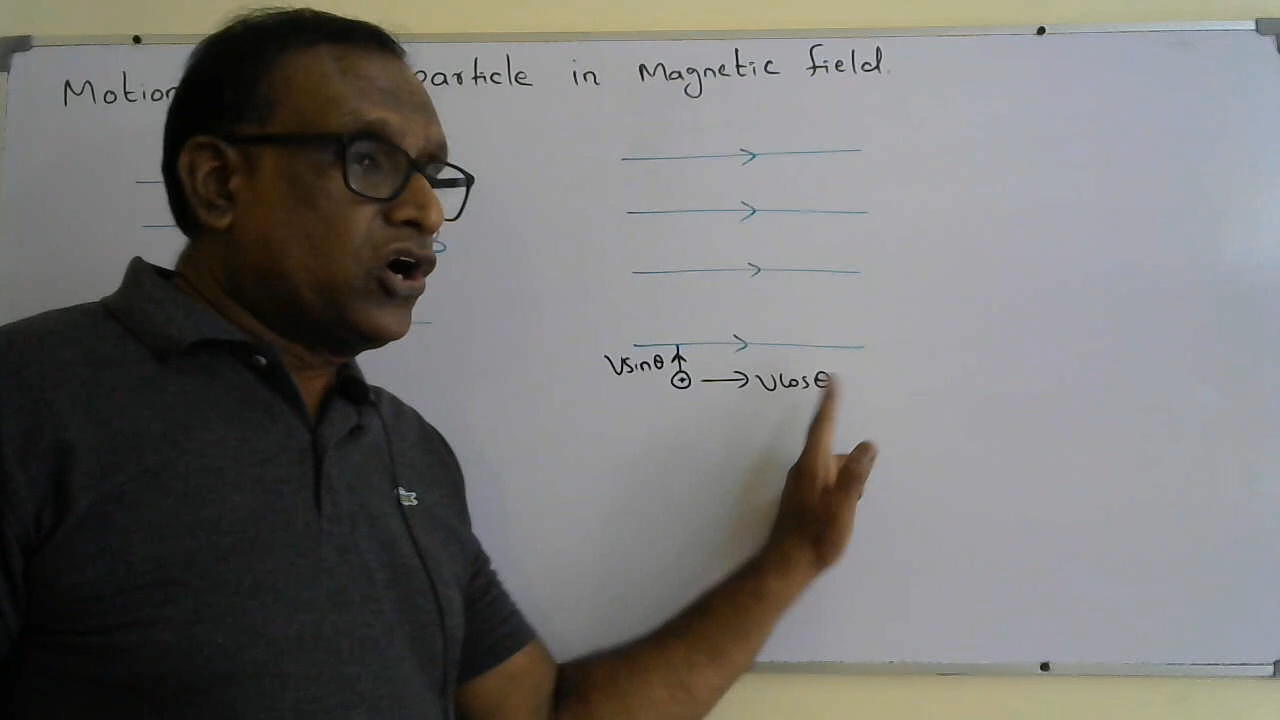 Motion particle in Magnetic field.
Vsinθ
+ Vcosθ